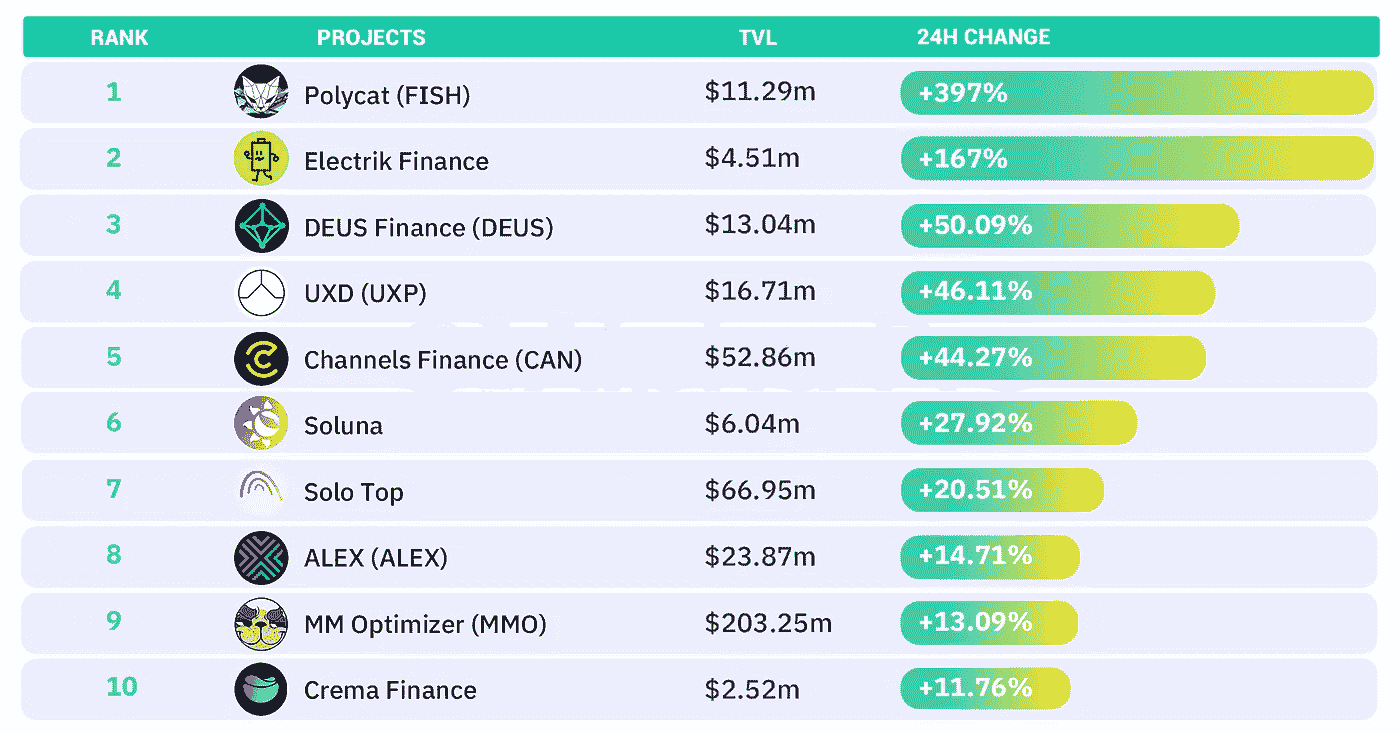 RANK PROJECTS TVL 24H CHANGE
1 Polycat (FISH) $11.29m +397%
2 Electrik Finance $4.51m +167%
3 DEUS Finance (DEUS) $13.04m +50.09%
4 UXD (UXP) $16.71m +46.11%
5 Channels Finance (CAN) $52.86m +44.27%
6 Soluna $6.04m +27.92%
7 Solo Top $66.95m +20.51%
8 ALEX (ALEX) $23.87m +14.71%
9 MM Optimizer (MMO) $203.25m +13.09%
10 Crema Finance $2.52m +11.76%